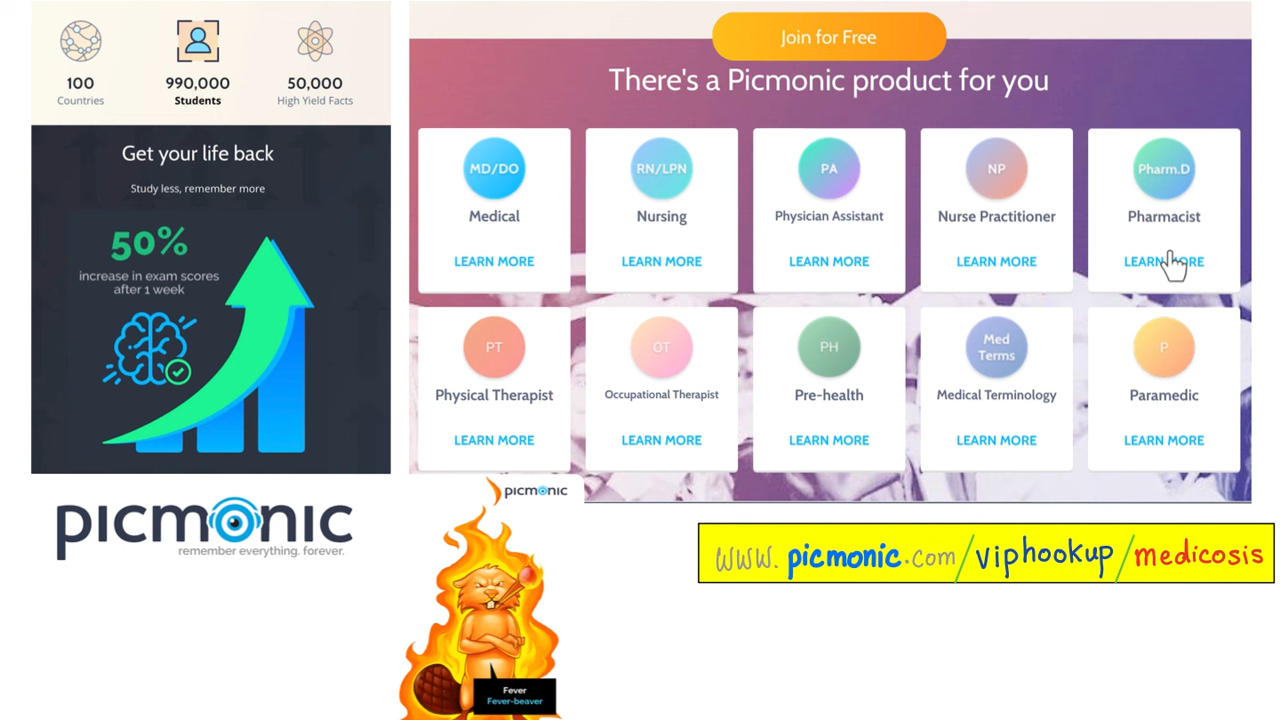 100
Countries
990,000
Students
50,000
High Yield Facts
Get your life back
Study less, remember more
50%
increase in exam scores
after 1 week
picmonic
remember everything. forever.
Join for Free
There's a Picmonic product for you
MD/DO
Medical
LEARN MORE
RN/LPN
Nursing
LEARN MORE
PA
Physician Assistant
LEARN MORE
NP
Nurse Practitioner
LEARN MORE
Pharm.D
Pharmacist
LEARN MORE
PT
Physical Therapist
LEARN MORE
OT
Occupational Therapist
LEARN MORE
PH
Pre-health
LEARN MORE
Med
Terms
Medical Terminology
LEARN MORE
P
Paramedic
LEARN MORE
picmonic
Fever
Fever-beaver
www.picmonic.com/viphookup/medicosis